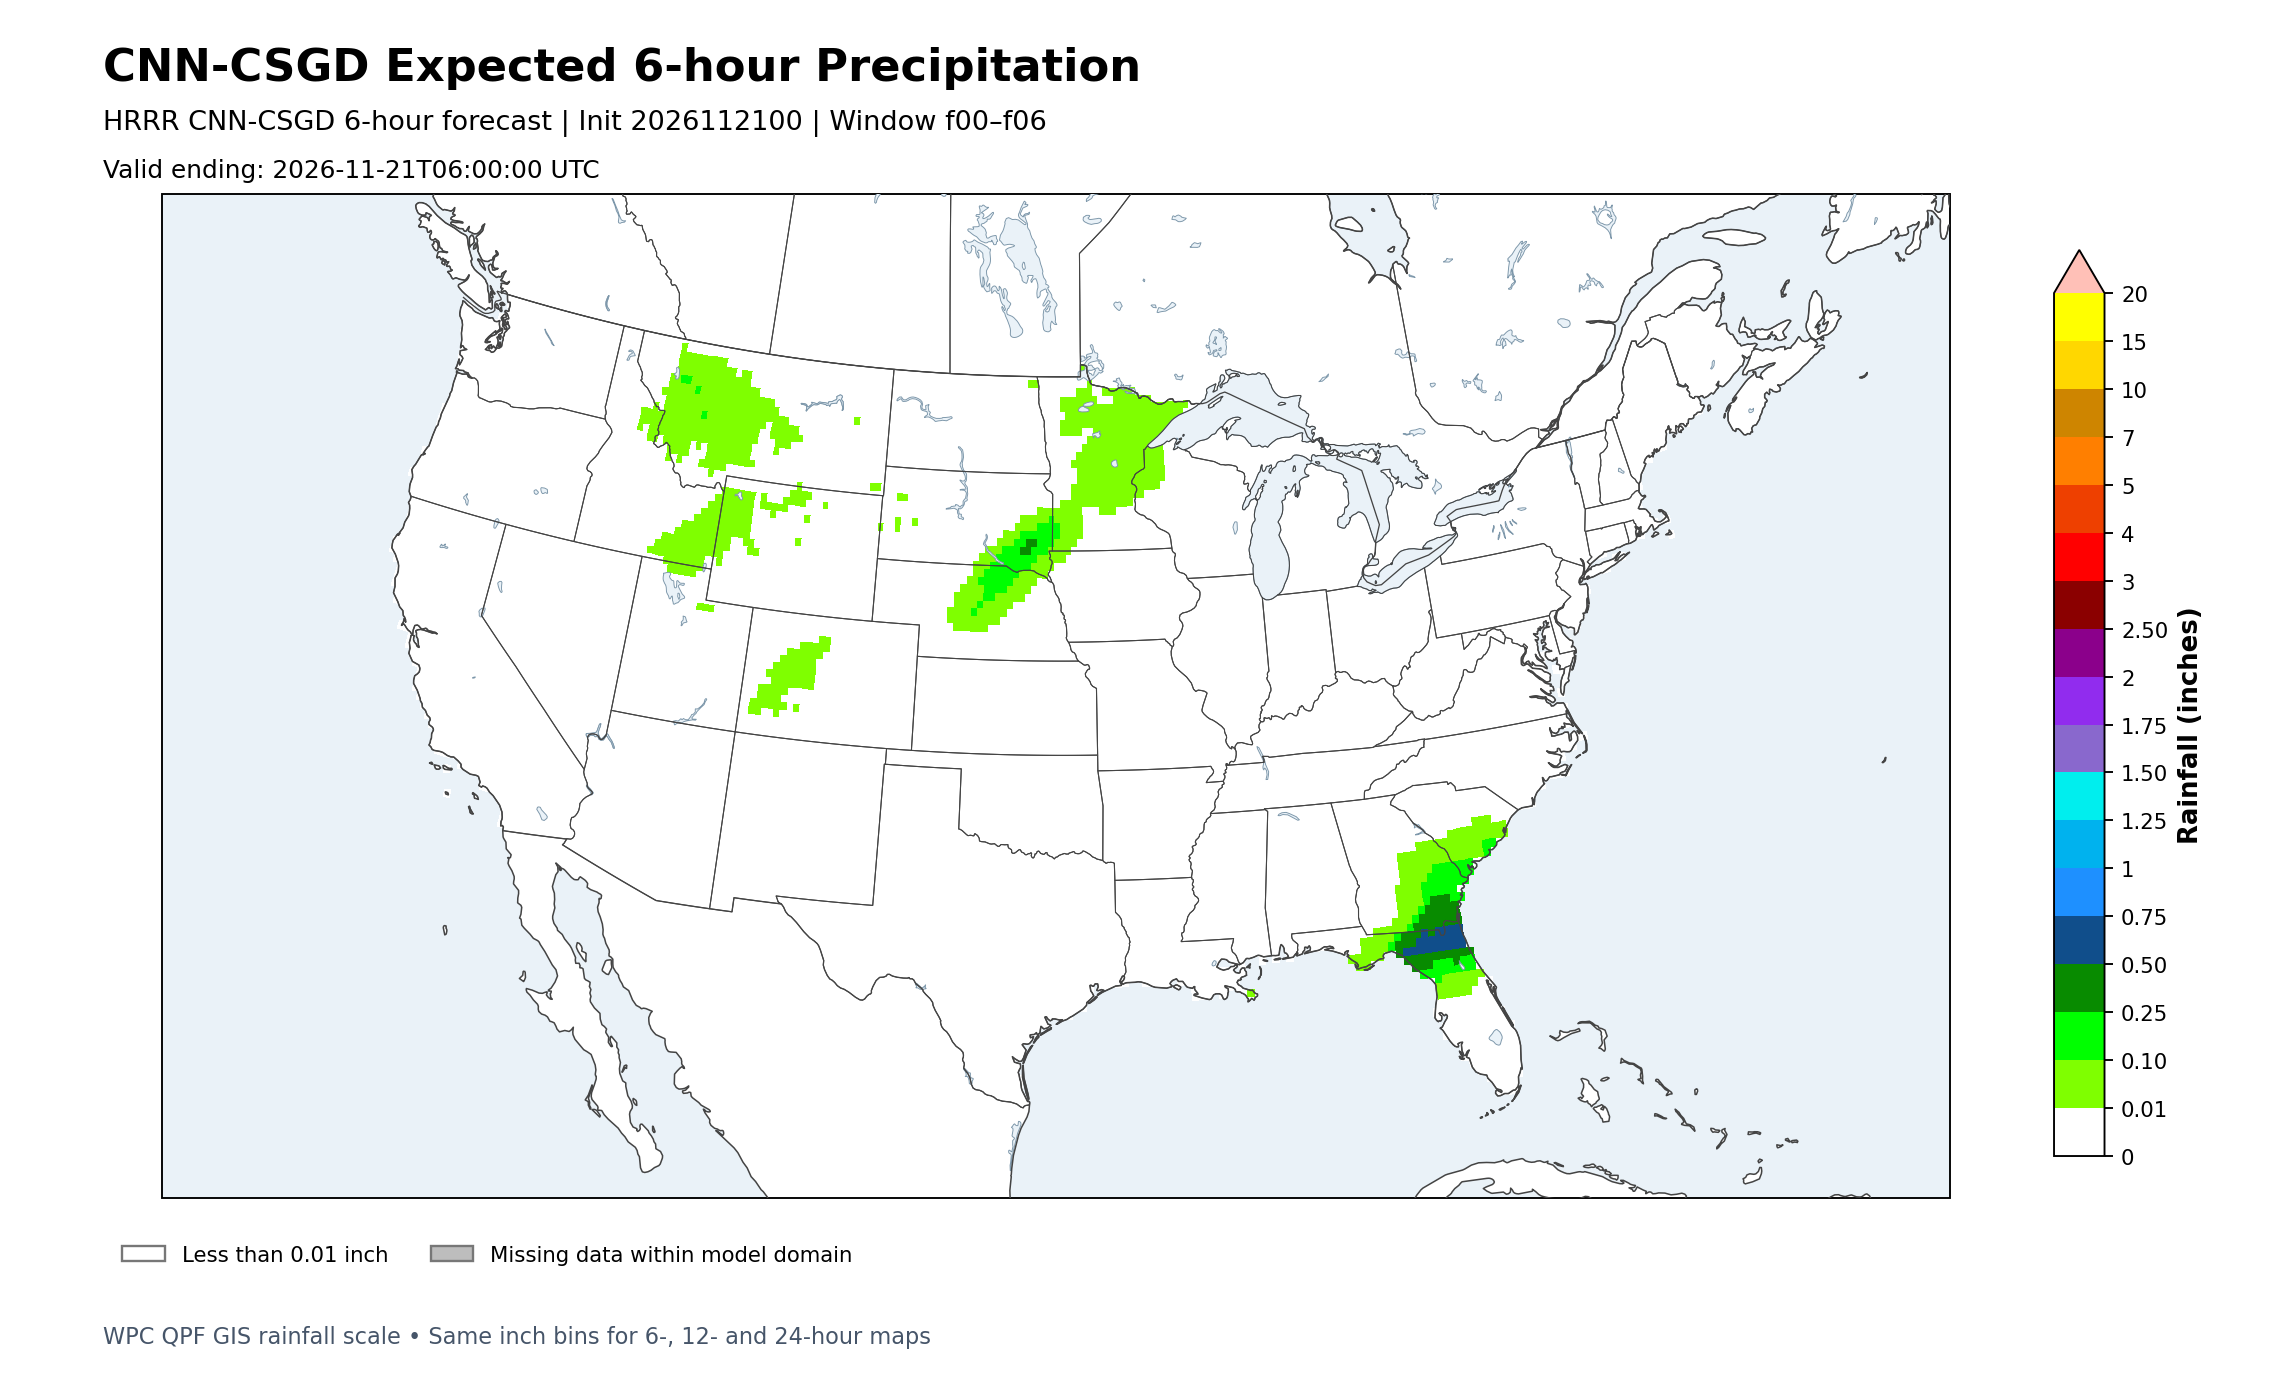 CNN-CSGD Expected 6-hour Precipitation
HRRR CNN-CSGD 6-hour forecast | Init 2026112100 | Window f00–f06
Valid ending: 2026-11-21T06:00:00 UTC
20
15
10
7
5
4
3
2.50
2
1.75
1.50
1.25
1
0.75
0.50
0.25
0.10
0.01
0
Rainfall (inches)
Less than 0.01 inch
Missing data within model domain
WPC QPF GIS rainfall scale • Same inch bins for 6-, 12- and 24-hour maps